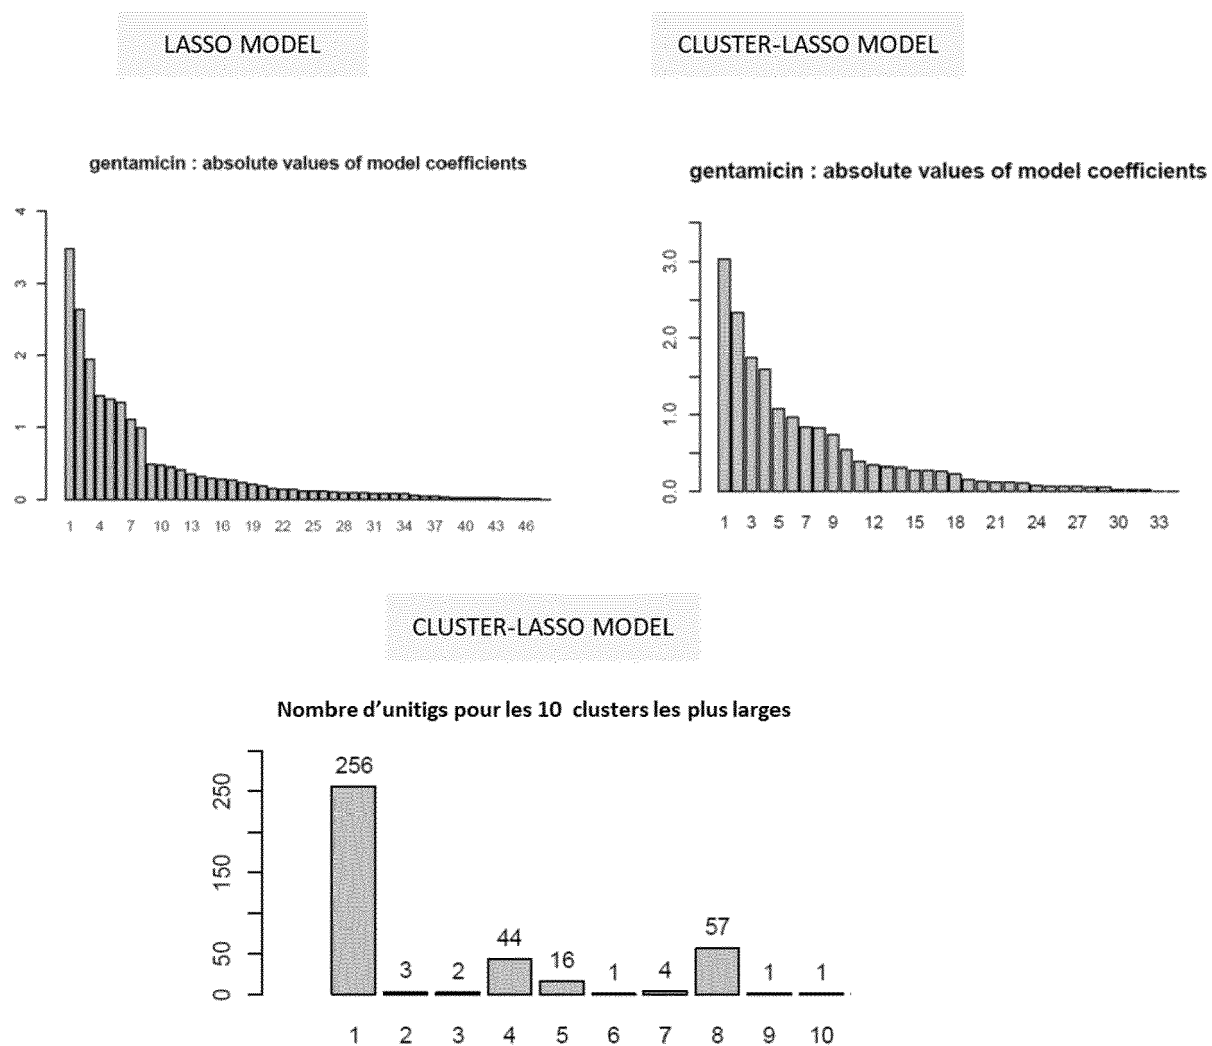 LASSO MODEL
CLUSTER-LASSO MODEL
gentamicin : absolute values of model coefficients
4
3
2
1
0
1 4 7 10 13 16 19 22 25 28 31 34 37 40 43 46
gentamicin : absolute values of model coefficients
3.0
2.0
1.0
0.0
1 3 5 7 9 12 15 18 21 24 27 30 33
CLUSTER-LASSO MODEL
Nombre d’unitigs pour les 10 clusters les plus larges
250
150
50
0
256 3 2 44 16 1 4 57 1 1
1 2 3 4 5 6 7 8 9 10